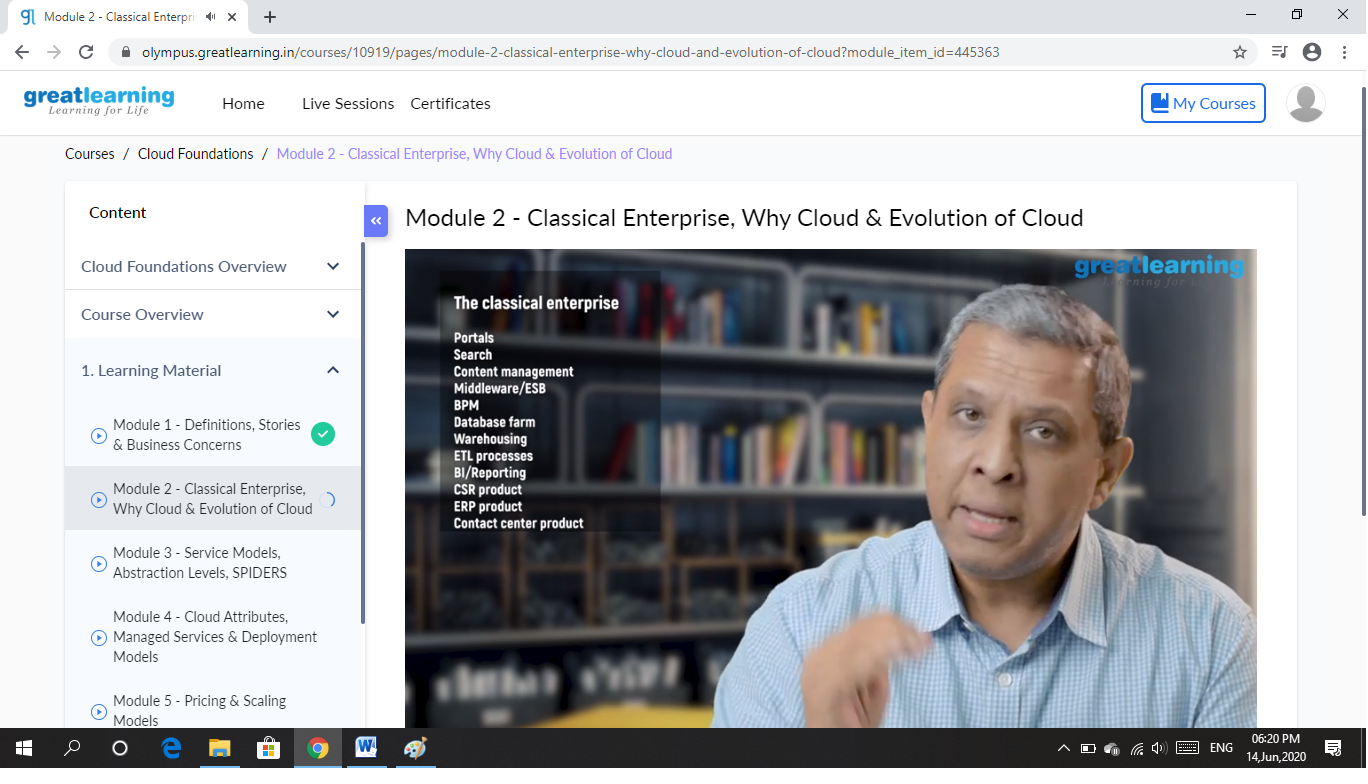 Module 2 - Classical Enterpri
olympus.greatlearning.in/courses/10919/pages/module-2-classical-enterprise-why-cloud-and-evolution-of-cloud?module_item_id=445363
greatlearning
Learning for Life
Home
Live Sessions
Certificates
My Courses
Courses / Cloud Foundations / Module 2 - Classical Enterprise, Why Cloud & Evolution of Cloud
Content
Cloud Foundations Overview
Course Overview
1. Learning Material
Module 1 - Definitions, Stories
& Business Concerns
Module 2 - Classical Enterprise,
Why Cloud & Evolution of Cloud
Module 3 - Service Models,
Abstraction Levels, SPIDERS
Module 4 - Cloud Attributes,
Managed Services & Deployment
Models
Module 5 - Pricing & Scaling
Models
Module 2 - Classical Enterprise, Why Cloud & Evolution of Cloud
greatlearning
Learning for Life
The classical enterprise
Portals
Search
Content management
Middleware/ESB
BPM
Database farm
Warehousing
ETL processes
BI/Reporting
CSR product
ERP product
Contact center product
ENG
06:20 PM
14,Jun,2020